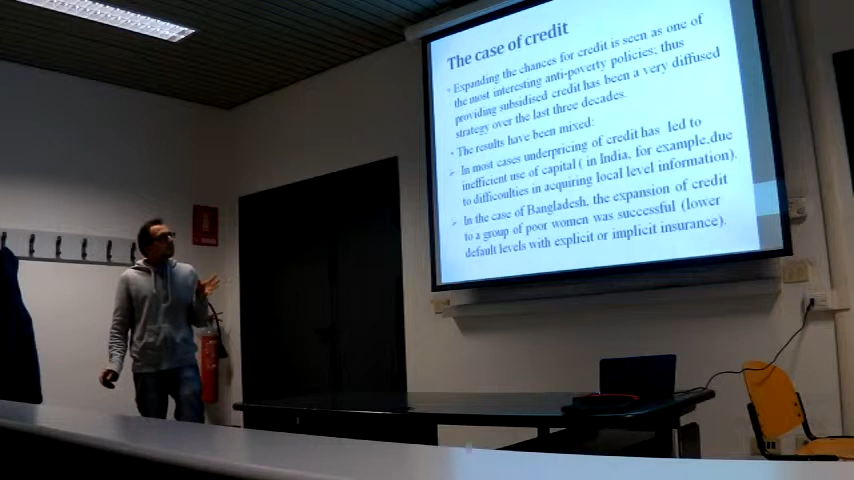 The case of credit
Expanding the chances for credit is seen as one of
the most interesting anti-poverty policies; thus
providing subsidised credit has been a very diffused
strategy over the last three decades.
The results have been mixed:
In most cases underpricing of credit has led to
inefficient use of capital ( in India, for example,due
to difficulties in acquiring local level information).
In the case of Bangladesh, the expansion of credit
to a group of poor women was successful (lower
default levels with explicit or implicit insurance).